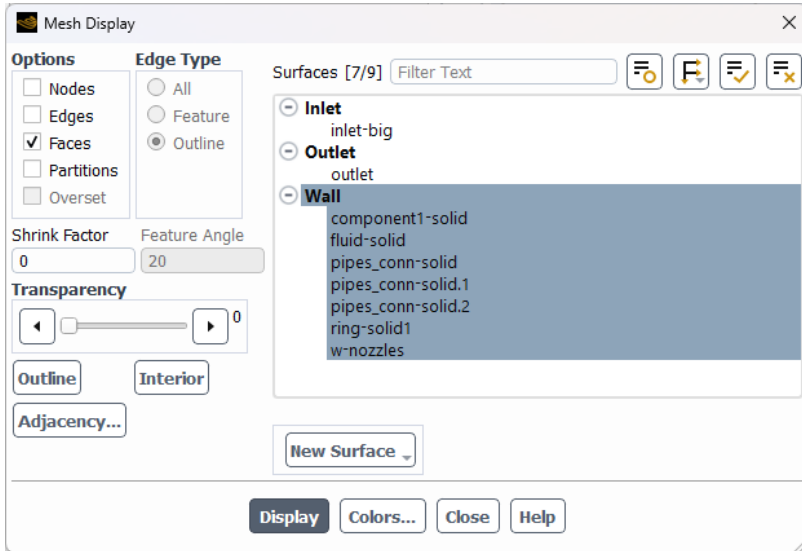 Mesh Display
Options
Nodes
Edges
Faces
Partitions
Overset
Edge Type
All
Feature
Outline
Shrink Factor
0
Feature Angle
20
Transparency
0
Outline
Interior
Adjacency...
Surfaces [7/9] Filter Text
Inlet
inlet-big
Outlet
outlet
Wall
component1-solid
fluid-solid
pipes_conn-solid
pipes_conn-solid.1
pipes_conn-solid.2
ring-solid1
w-nozzles
New Surface
Display Colors... Close Help